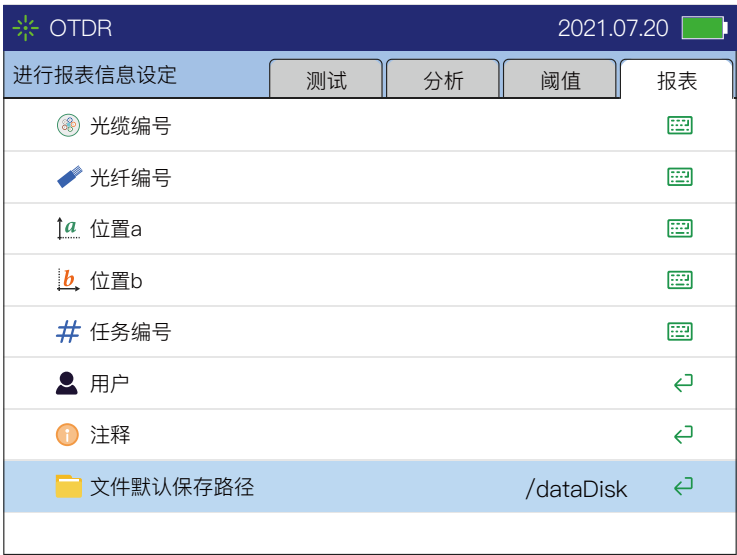 OTDR 2021.07.20
进行报表信息设定 测试 分析 阈值 报表
光缆编号
光纤编号
a 位置a
b 位置b
# 任务编号
用户
注释
文件默认保存路径 /dataDisk